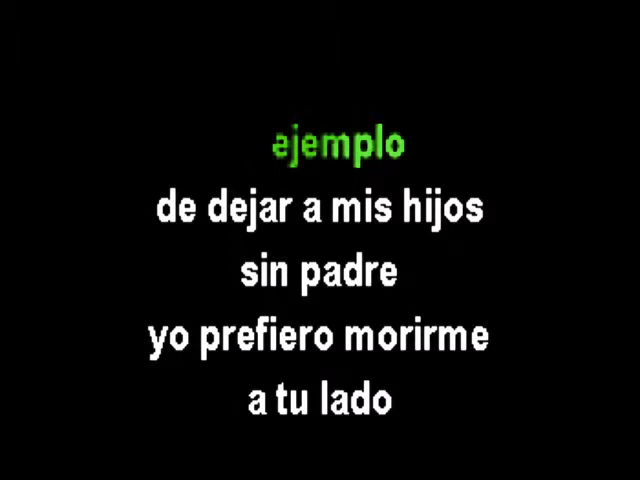 ejemplo
de dejar a mis hijos
sin padre
yo prefiero morirme
a tu lado